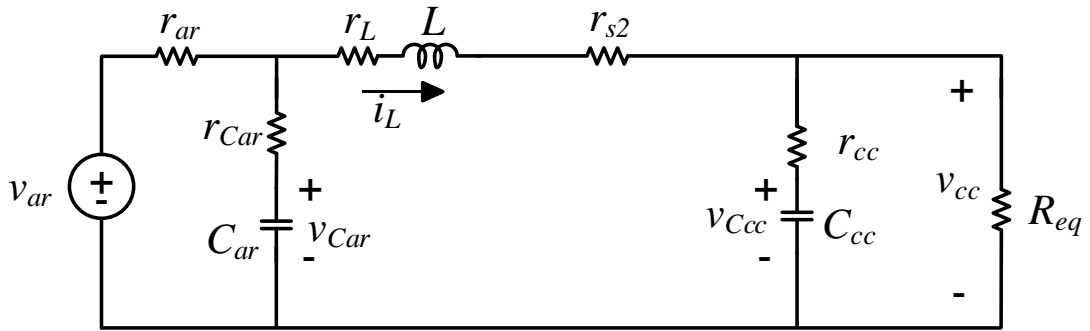 r_ar r_L L r_s2
i_L
r_Car r_cc
+
v_ar + - + v_Car - C_ar
+ v_Ccc - C_cc
v_cc R_eq
-